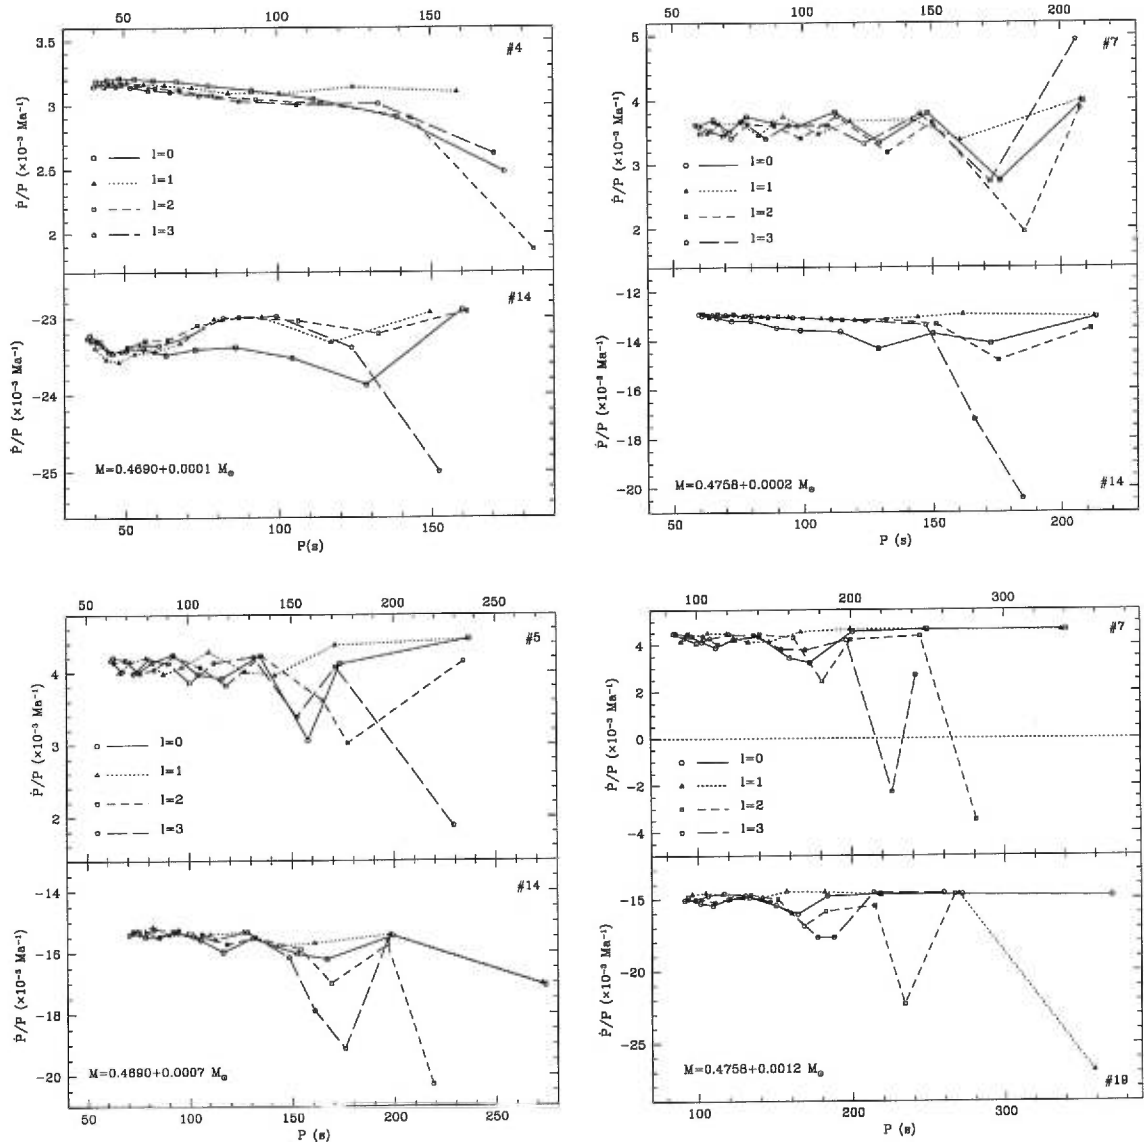 50 100 150
#4
3.5
3
2.5
2
Ṗ/P (×10⁻³ Ma⁻¹)
l=0
l=1
l=2
l=3
#14
-23
-24
-25
Ṗ/P (×10⁻³ Ma⁻¹)
M=0.4690+0.0001 M⊙
50 100 150
P(s)
50 100 150 200
#7
5
4
3
2
Ṗ/P (×10⁻³ Ma⁻¹)
l=0
l=1
l=2
l=3
-12
-14
-16
-18
-20
Ṗ/P (×10⁻³ Ma⁻¹)
M=0.4758+0.0002 M⊙
#14
50 100 150 200
P (s)
50 100 150 200 250
#5
4
3
2
Ṗ/P (×10⁻³ Ma⁻¹)
l=0
l=1
l=2
l=3
#14
-14
-16
-18
-20
Ṗ/P (×10⁻³ Ma⁻¹)
M=0.4690+0.0007 M⊙
50 100 150 200 250
P (s)
100 200 300
#7
4
2
0
-2
-4
Ṗ/P (×10⁻³ Ma⁻¹)
l=0
l=1
l=2
l=3
-15
-20
-25
Ṗ/P (×10⁻³ Ma⁻¹)
M=0.4758+0.0012 M⊙
#19
100 200 300
P (s)